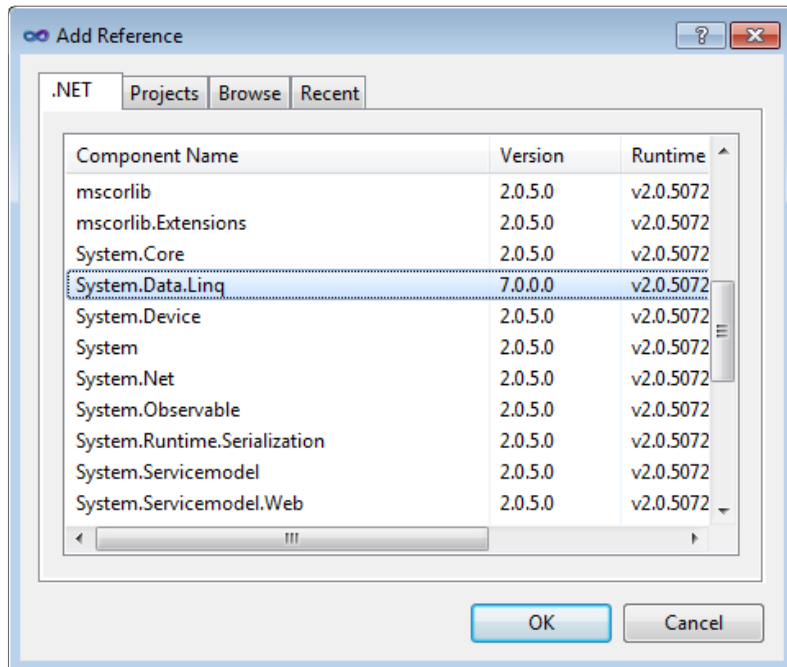 Add Reference
.NET Projects Browse Recent
Component Name Version Runtime
mscorlib 2.0.5.0 v2.0.5072
mscorlib.Extensions 2.0.5.0 v2.0.5072
System.Core 2.0.5.0 v2.0.5072
System.Data.Linq 7.0.0.0 v2.0.5072
System.Device 2.0.5.0 v2.0.5072
System 2.0.5.0 v2.0.5072
System.Net 2.0.5.0 v2.0.5072
System.Observable 2.0.5.0 v2.0.5072
System.Runtime.Serialization 2.0.5.0 v2.0.5072
System.Servicemodel 2.0.5.0 v2.0.5072
System.Servicemodel.Web 2.0.5.0 v2.0.5072
OK Cancel